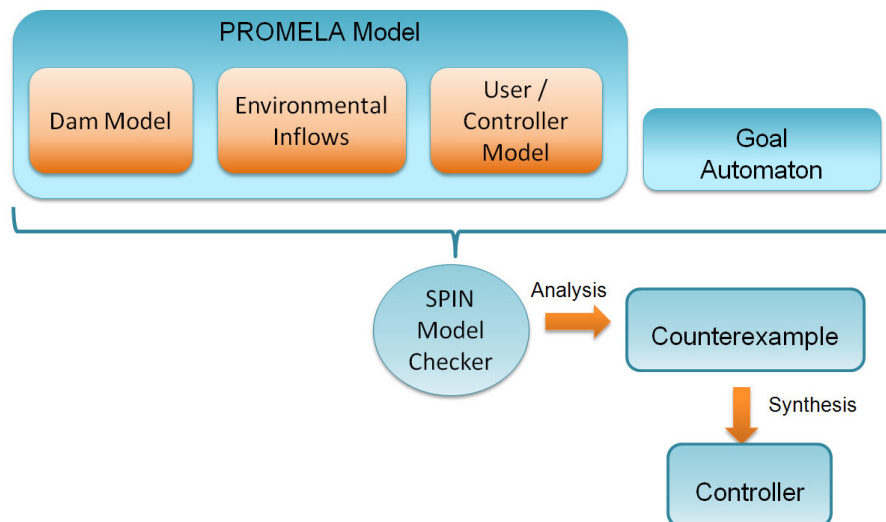 PROMELA Model
Dam Model
Environmental
Inflows
User /
Controller
Model
Goal
Automaton
SPIN
Model
Checker
Analysis
Counterexample
Synthesis
Controller